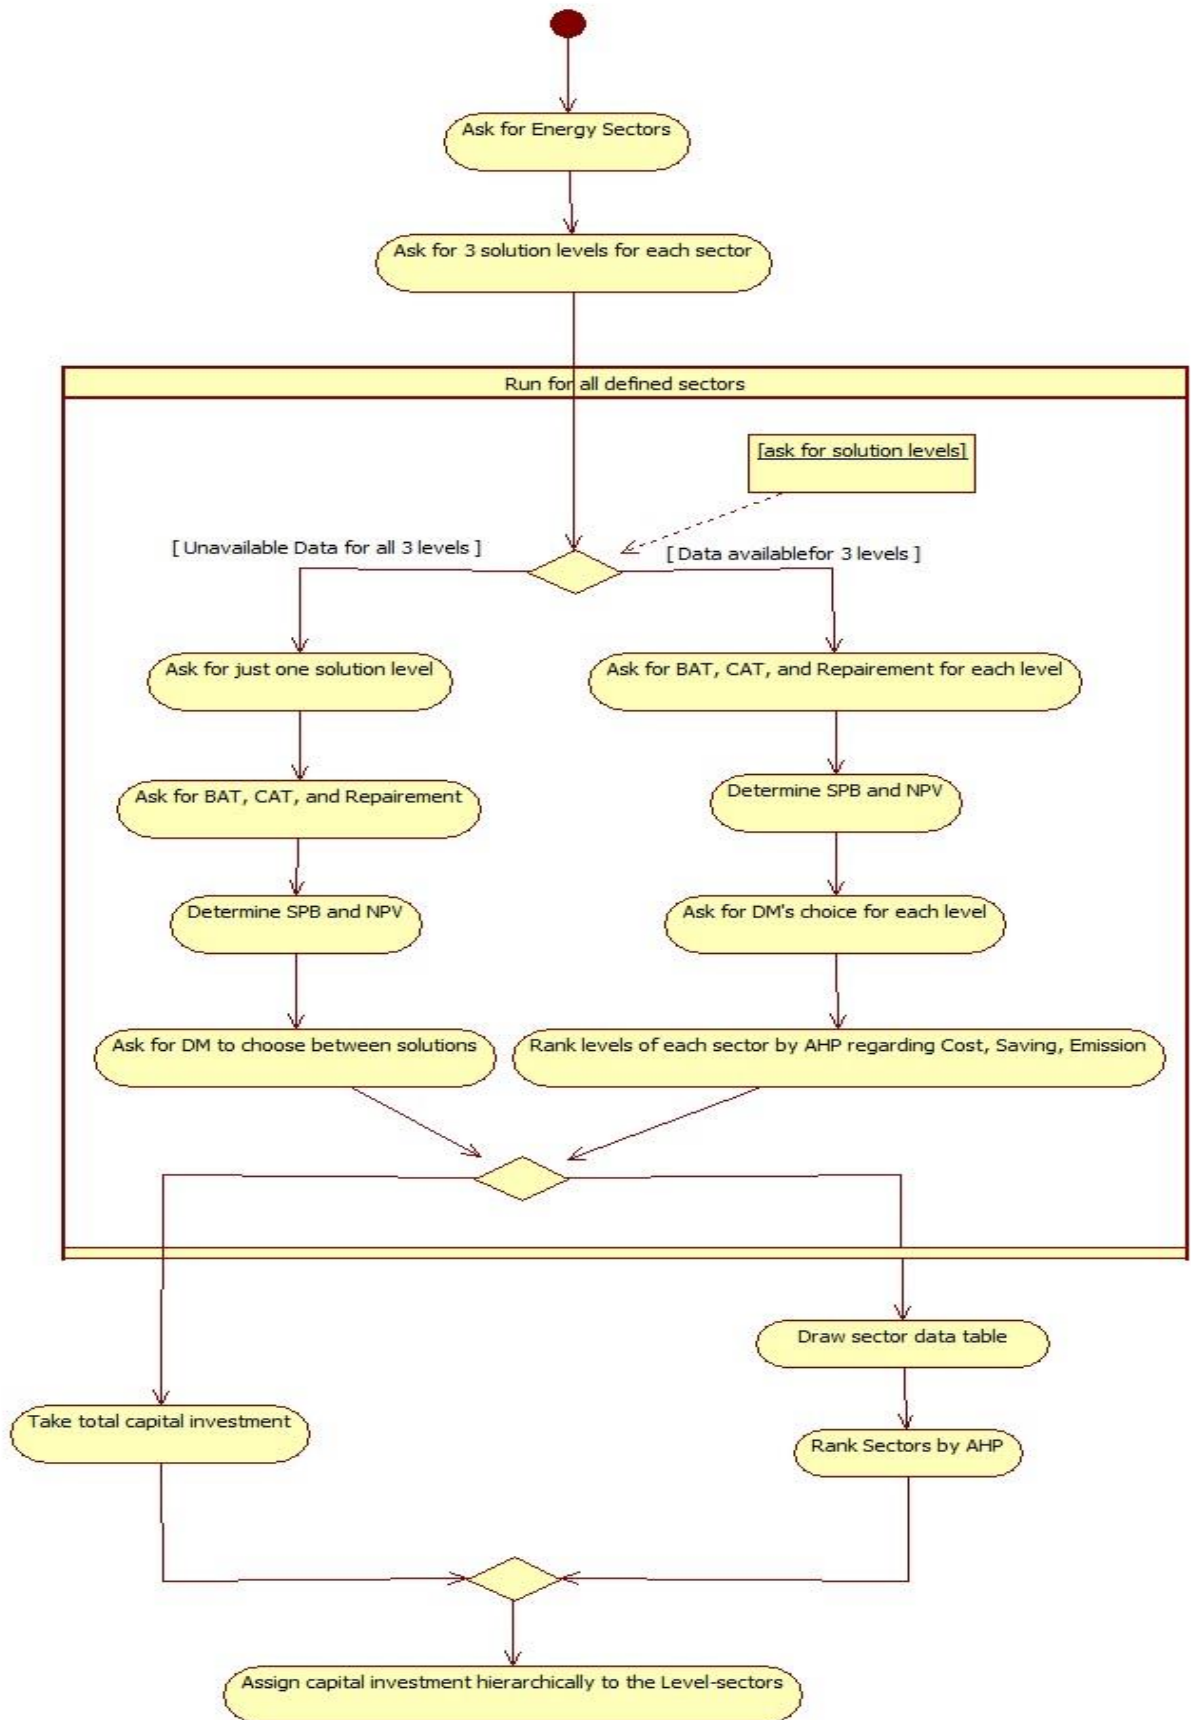 Ask for Energy Sectors
Ask for 3 solution levels for each sector
Run for all defined sectors
[ask for solution levels]
[ Unavailable Data for all 3 levels ]
[ Data availablefor 3 levels ]
Ask for just one solution level
Ask for BAT, CAT, and Repairement for each level
Ask for BAT, CAT, and Repairement
Determine SPB and NPV
Determine SPB and NPV
Ask for DM's choice for each level
Ask for DM to choose between solutions
Rank levels of each sector by AHP regarding Cost, Saving, Emission
Draw sector data table
Take total capital investment
Rank Sectors by AHP
Assign capital investment hierarchically to the Level-sectors